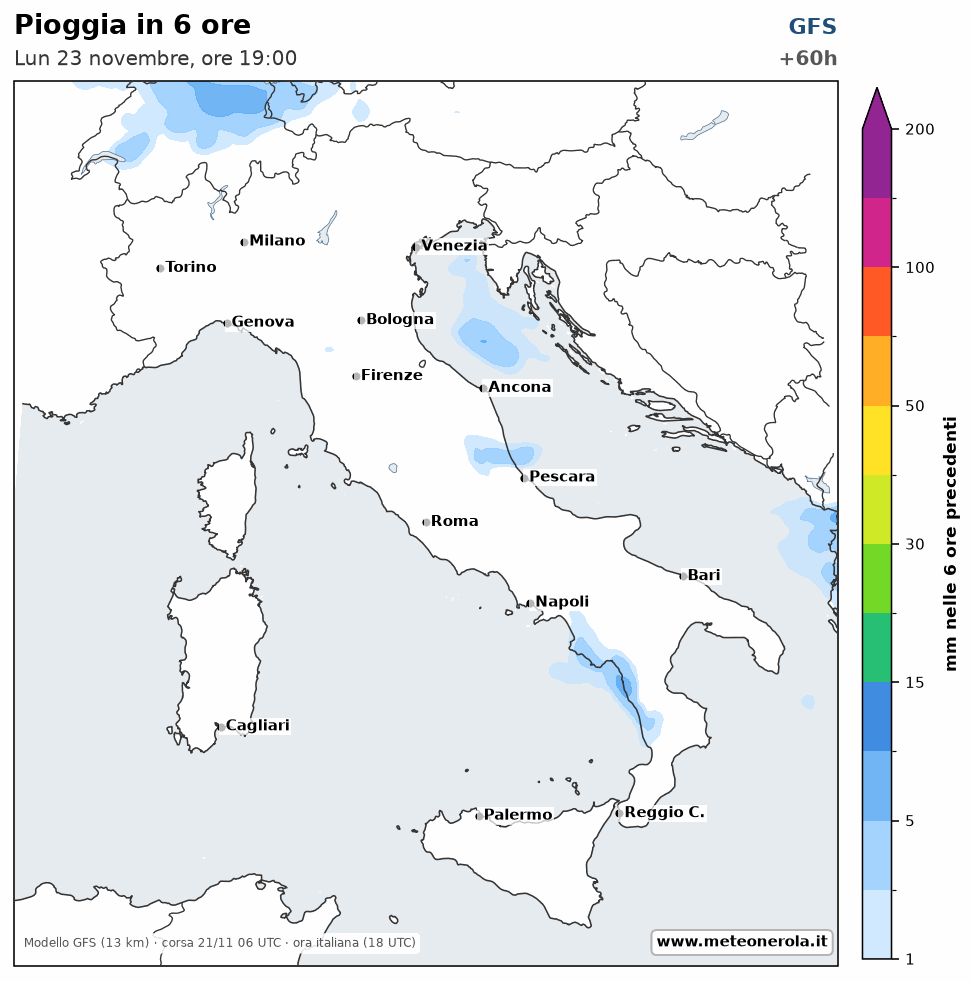 Pioggia in 6 ore
GFS
Lun 23 novembre, ore 19:00
+60h
Milano
Venezia
Torino
Genova
Bologna
Firenze
Ancona
Pescara
Roma
Bari
Napoli
Cagliari
Palermo
Reggio C.
200
100
50
30
15
5
1
mm nelle 6 ore precedenti
Modello GFS (13 km) · corsa 21/11 06 UTC · ora italiana (18 UTC)
www.meteonerola.it